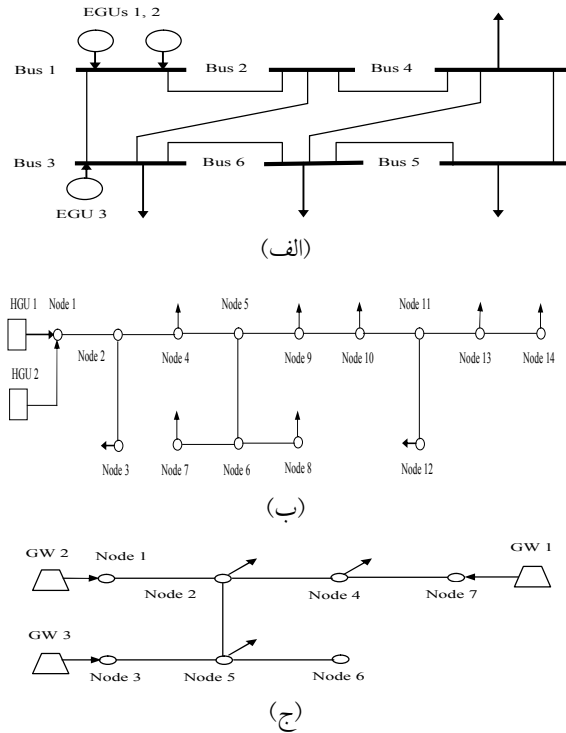 EGUs 1, 2
Bus 1 Bus 2 Bus 4
Bus 3 Bus 6 Bus 5
EGU 3
(الف)
HGU 1 Node 1 Node 5 Node 11
Node 2 Node 4 Node 9 Node 10 Node 13 Node 14
HGU 2
Node 3 Node 7 Node 6 Node 8 Node 12
(ب)
GW 2 Node 1 GW 1
Node 2 Node 4 Node 7
GW 3
Node 3 Node 5 Node 6
(ج)